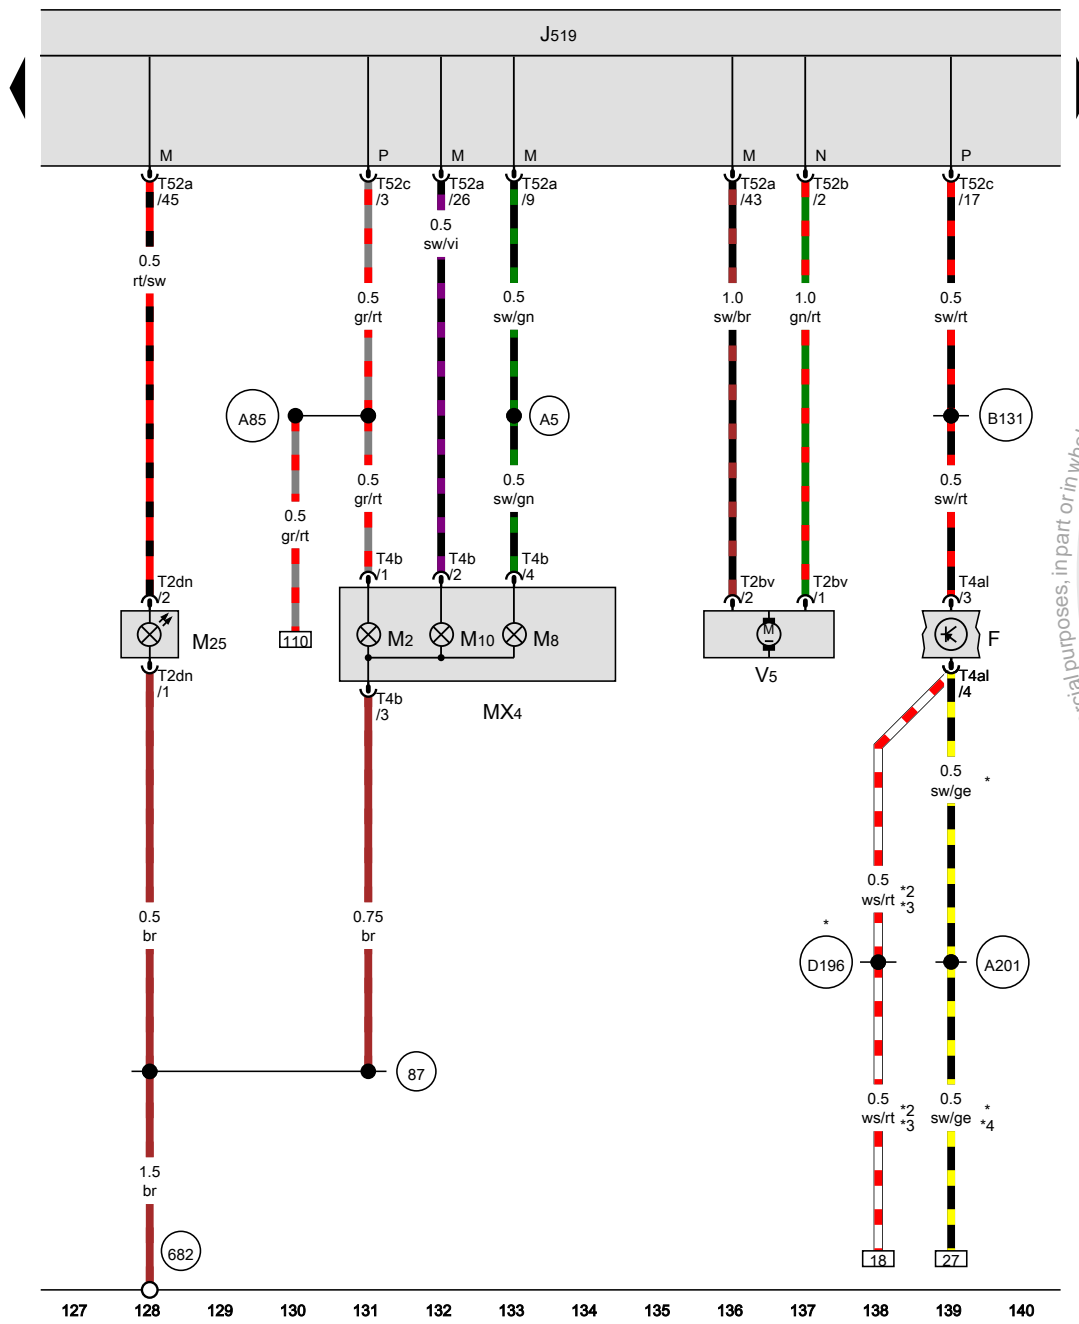 J519
M
P
M
M
M
N
P
T52a
/45
T52c
/3
T52a
/26
T52a
/9
T52a
/43
T52b
/2
T52c
/17
0.5
sw/vi
0.5
rt/sw
0.5
gr/rt
0.5
sw/gn
1.0
sw/br
1.0
gn/rt
0.5
sw/rt
A85
A5
B131
0.5
gr/rt
0.5
sw/gn
0.5
sw/rt
0.5
gr/rt
T2dn
/2
T4b
/1
T4b
/2
T4b
/4
T2bv
/2
T2bv
/1
T4al
/3
M25
110
M2
M10
M8
M
F
T2dn
/1
T4b
/3
MX4
V5
T4al
/4
0.5
sw/ge *
0.5
ws/rt *2
*3
0.5
br
0.75
br
*
D196
A201
87
0.5
ws/rt *2
*3
0.5
sw/ge *
*4
1.5
br
682
18
27
127 128 129 130 131 132 133 134 135 136 137 138 139 140
rcial purposes, in part or in whol